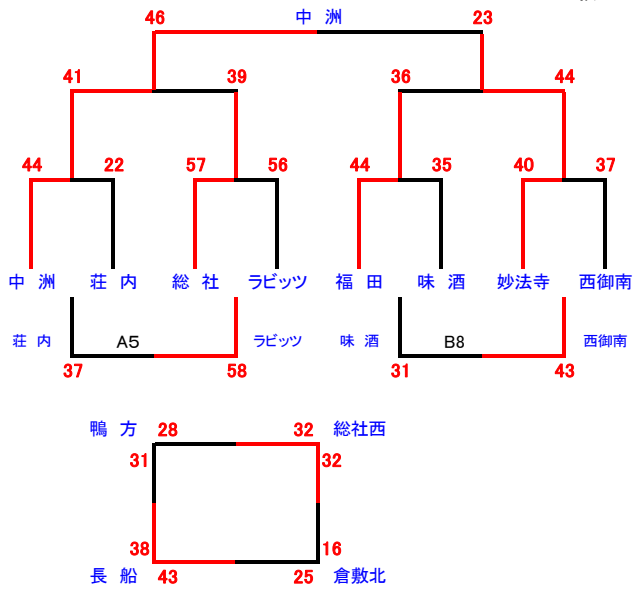 46 中 洲 23
41 39 36 44
44 22 57 56 44 35 40 37
中 洲 荘 内 総 社 ラビッツ 福 田 味 酒 妙法寺 西御南
荘 内 A5 ラビッツ 味 酒 B8 西御南
37 58 31 43
鴨 方 28 32 総社西
31 32
38 16
長 船 43 25 倉敷北